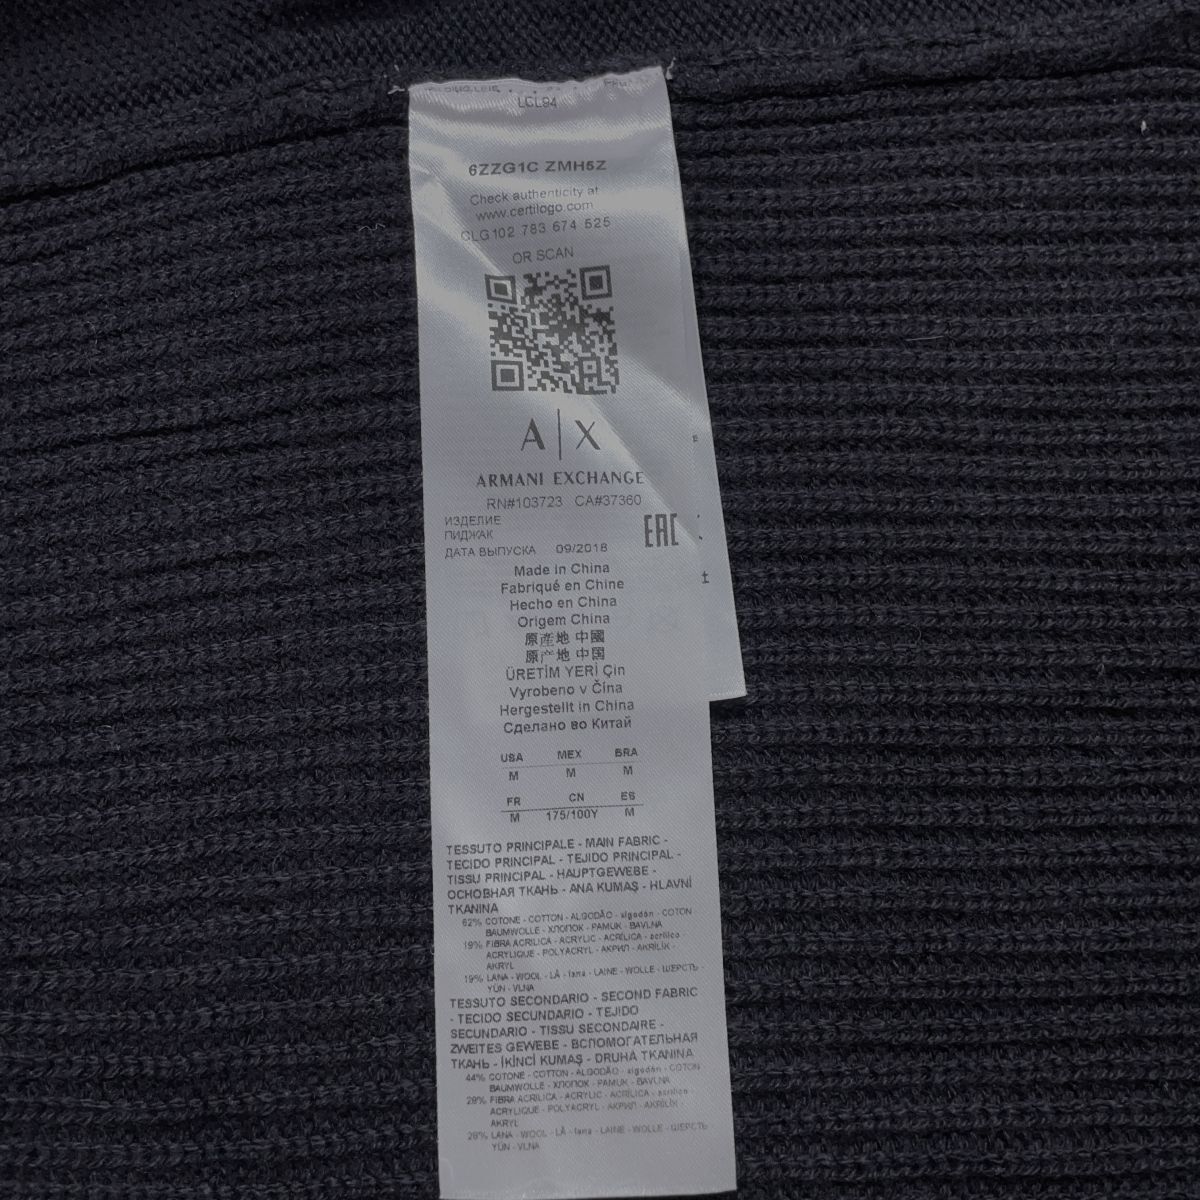 LCL94
6ZZG1C ZMH5Z
Check authenticity at
www.certilogo.com
CLG102 783 674 525
OR SCAN
A|X
ARMANI EXCHANGE
RN#103723 CA#37360
ИЗДЕЛИЕ
ПИДЖАК
ДАТА ВЫПУСКА 09/2018
EAC
Made in China
Fabriqué en Chine
Hecho en China
Origem China
原產地 中國
原产地 中国
ÜRETİM YERİ Çin
Vyrobeno v Čína
Hergestellt in China
Сделано во Китай
USA MEX BRA
M M M
FR CN ES
M 175/100Y M
TESSUTO PRINCIPALE - MAIN FABRIC -
TECIDO PRINCIPAL - TEJIDO PRINCIPAL -
TISSU PRINCIPAL - HAUPTGEWEBE -
ОСНОВНАЯ ТКАНЬ - ANA KUMAŞ - HLAVNÍ
TKANINA
62% COTONE - COTTON - ALGODÃO - algodón - COTON
BAUMWOLLE - ХЛОПОК - PAMUK - BAVLNA
19% FIBRA ACRILICA - ACRYLIC - ACRÍLICA - acrílico -
ACRYLIQUE - POLYACRYL - АКРИЛ - AKRİLİK -
AKRYL
19% LANA - WOOL - LÃ - lana - LAINE - WOLLE - ШЕРСТЬ -
YÜN - VLNA
TESSUTO SECONDARIO - SECOND FABRIC
- TECIDO SECUNDARIO - TEJIDO
SECUNDARIO - TISSU SECONDAIRE -
ZWEITES GEWEBE - ВСПОМОГАТЕЛЬНАЯ
ТКАНЬ - İKİNCİ KUMAŞ - DRUHÁ TKANINA
44% COTONE - COTTON - ALGODÃO - algodón - COTON
BAUMWOLLE - ХЛОПОК - PAMUK - BAVLNA
28% FIBRA ACRILICA - ACRYLIC - ACRÍLICA - acrílico -
ACRYLIQUE - POLYACRYL - АКРИЛ - AKRİLİK -
AKRYL
28% LANA - WOOL - LÃ - lana - LAINE - WOLLE - ШЕРСТЬ
YÜN - VLNA